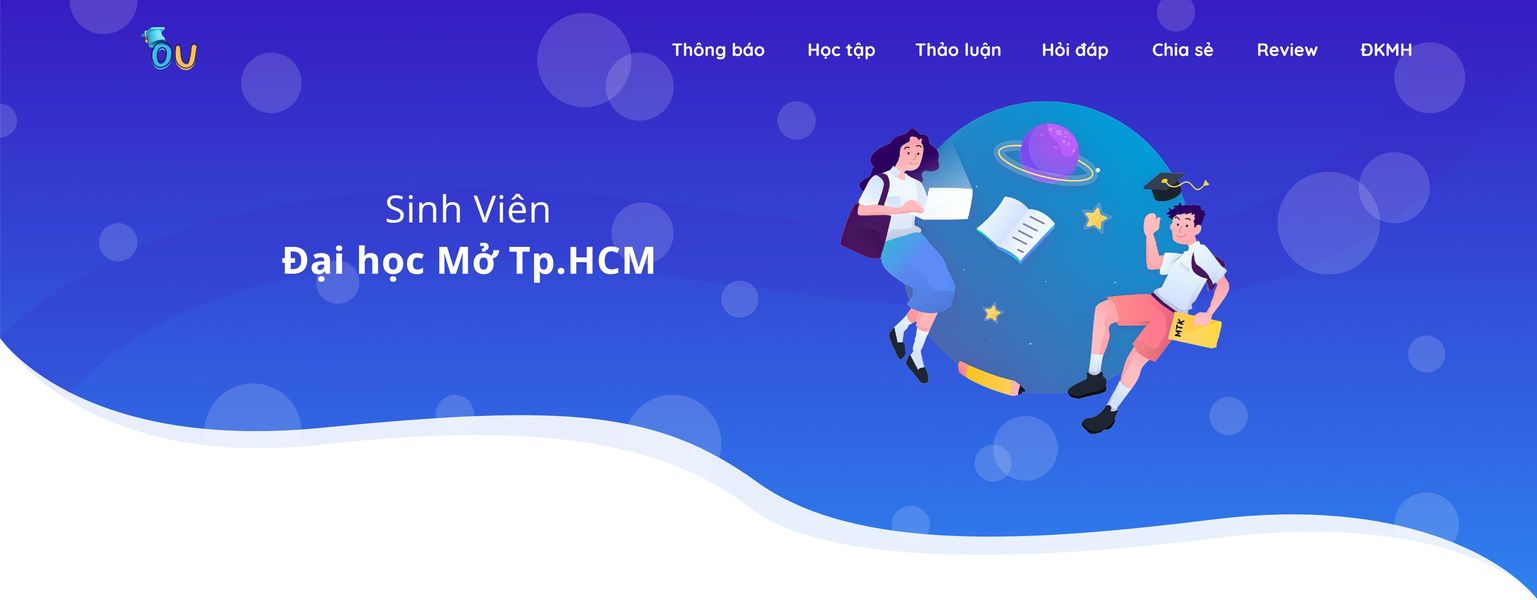 OU
Thông báo Học tập Thảo luận Hỏi đáp Chia sẻ Review ĐKMH
Sinh Viên
Đại học Mở Tp.HCM
MTK